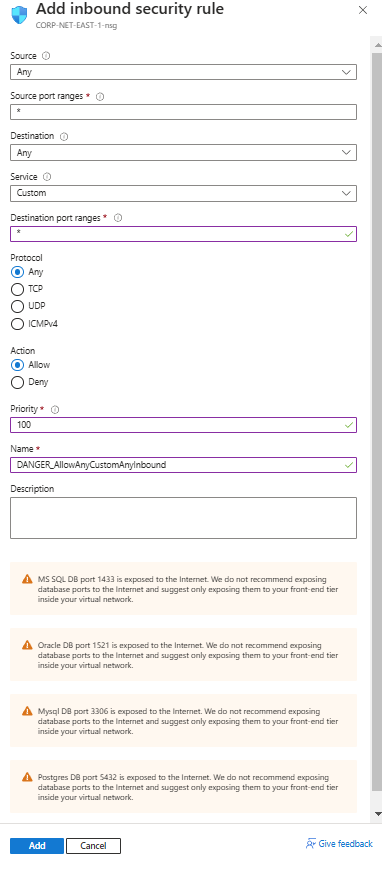 Add inbound security rule
CORP-NET-EAST-1-nsg
Source
Any
Source port ranges *
*
Destination
Any
Service
Custom
Destination port ranges *
*
Protocol
Any
TCP
UDP
ICMPv4
Action
Allow
Deny
Priority *
100
Name *
DANGER_AllowAnyCustomAnyInbound
Description
MS SQL DB port 1433 is exposed to the Internet. We do not recommend exposing
database ports to the Internet and suggest only exposing them to your front-end tier
inside your virtual network.
Oracle DB port 1521 is exposed to the Internet. We do not recommend exposing
database ports to the Internet and suggest only exposing them to your front-end tier
inside your virtual network.
Mysql DB port 3306 is exposed to the Internet. We do not recommend exposing
database ports to the Internet and suggest only exposing them to your front-end tier
inside your virtual network.
Postgres DB port 5432 is exposed to the Internet. We do not recommend exposing
database ports to the Internet and suggest only exposing them to your front-end tier
inside your virtual network.
Add
Cancel
Give feedback